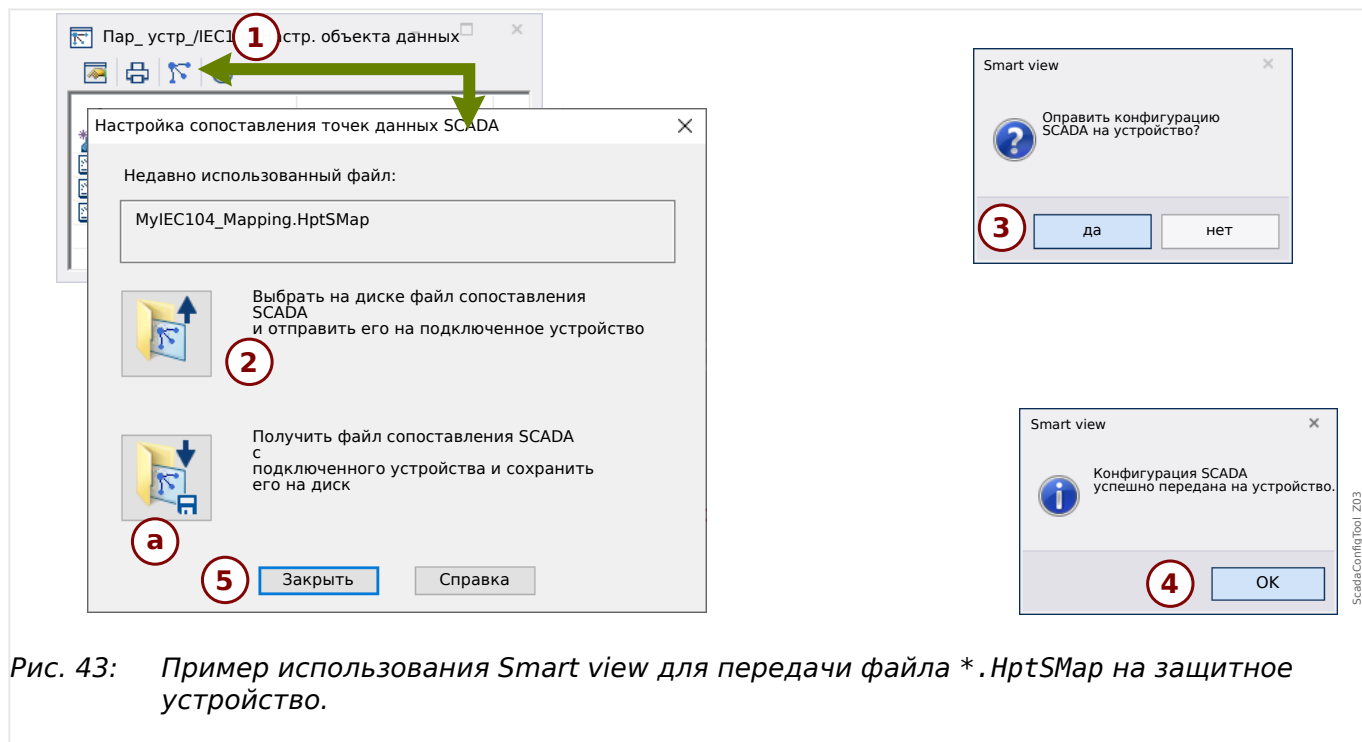 Пар_ устр_/IEC1 стр. объекта данных
1
Настройка сопоставления точек данных SCADA
Недавно использованный файл:
MyIEC104_Mapping.HptSMap
Выбрать на диске файл сопоставления
SCADA
и отправить его на подключенное устройство
2
Получить файл сопоставления SCADA
с
подключенного устройства и сохранить
его на диск
a
5
Закрыть Справка
Smart view
Оправить конфигурацию
SCADA на устройство?
3
да нет
Smart view
Конфигурация SCADA
успешно передана на устройство.
4
OK
ScadaConfigTool_Z03
Рис. 43: Пример использования Smart view для передачи файла *.HptSMap на защитное
устройство.